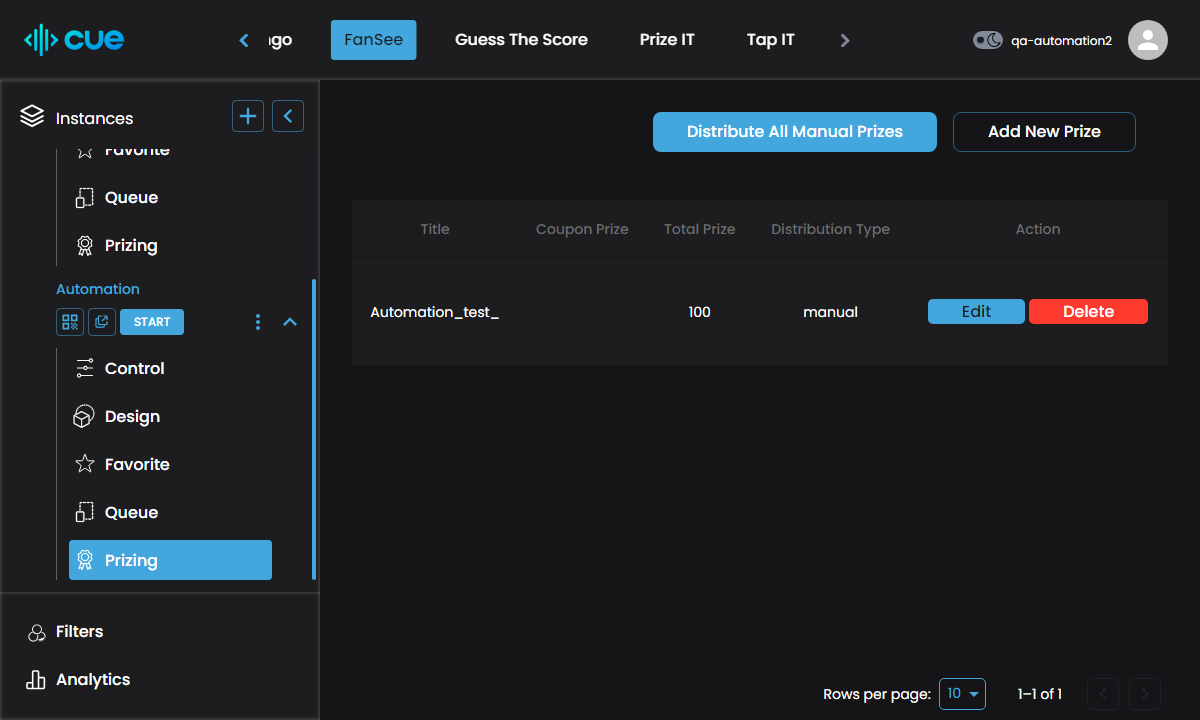 cue
ngo
FanSee
Guess The Score
Prize IT
Tap IT
qa-automation2
Instances
Favorite
Queue
Prizing
Automation
START
Control
Design
Favorite
Queue
Prizing
Filters
Analytics
Distribute All Manual Prizes
Add New Prize
Title Coupon Prize Total Prize Distribution Type Action
Automation_test_ 100 manual Edit Delete
Rows per page: 10 1–1 of 1